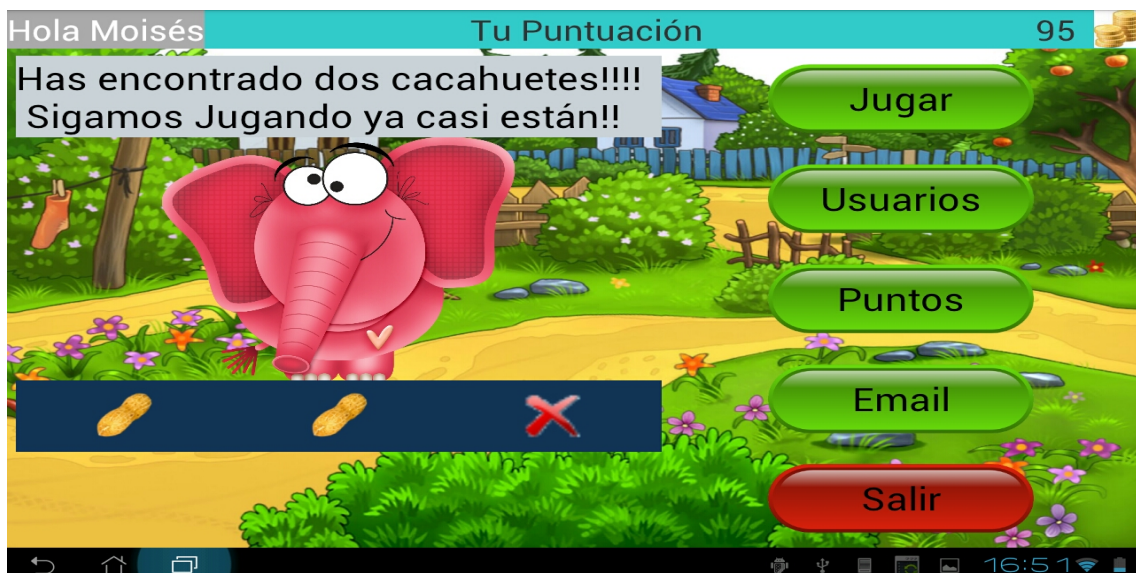 Hola Moisés
Tu Puntuación
95
Has encontrado dos cacahuetes!!!!
Sigamos Jugando ya casi están!!
Jugar
Usuarios
Puntos
Email
Salir
16:51